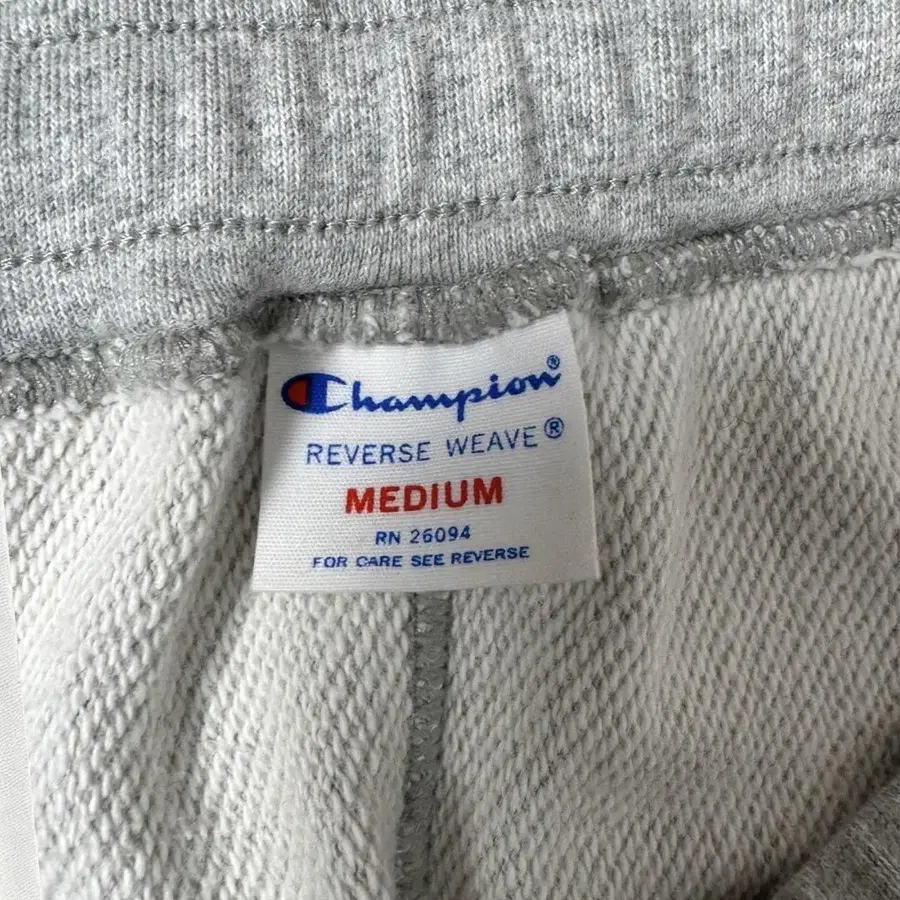 Champion®
REVERSE WEAVE®
MEDIUM
RN 26094
FOR CARE SEE REVERSE